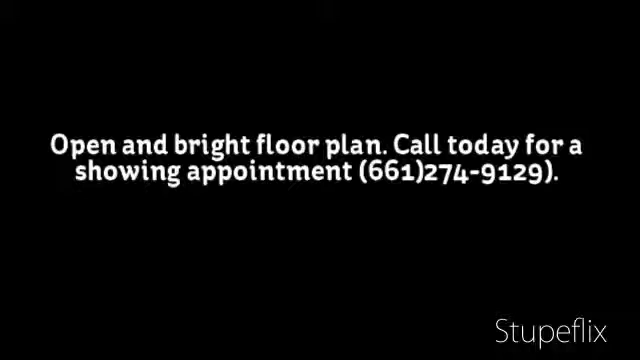 Open and bright floor plan. Call today for a
showing appointment (661)274-9129).
Stupeflix